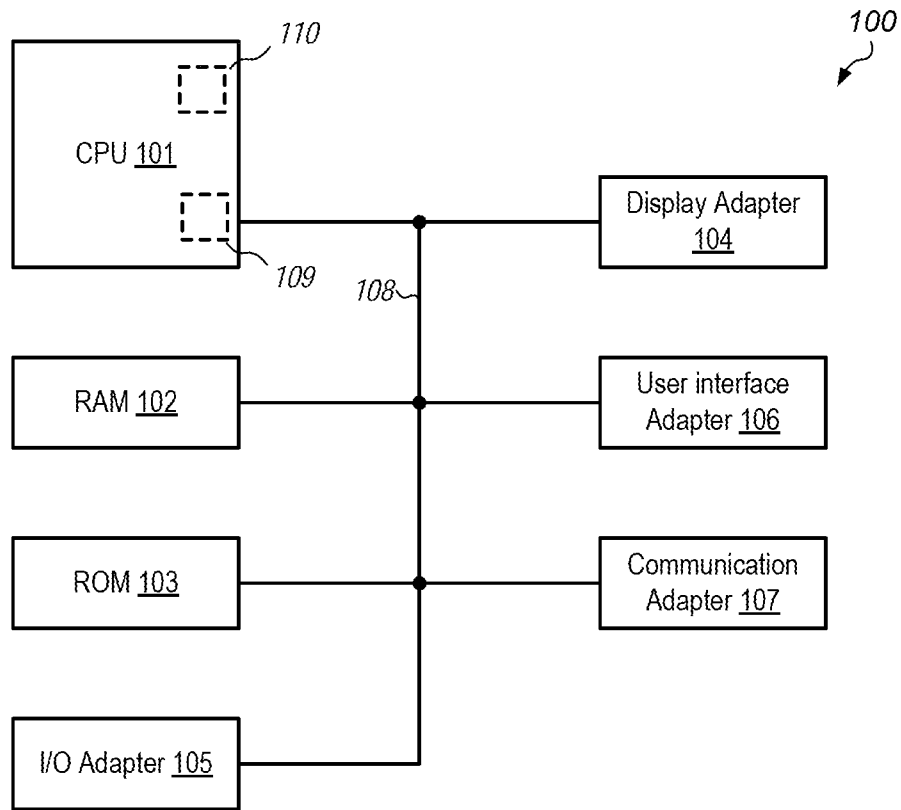 110
100
CPU 101
Display Adapter
104
109
108
RAM 102
User interface
Adapter 106
ROM 103
Communication
Adapter 107
I/O Adapter 105